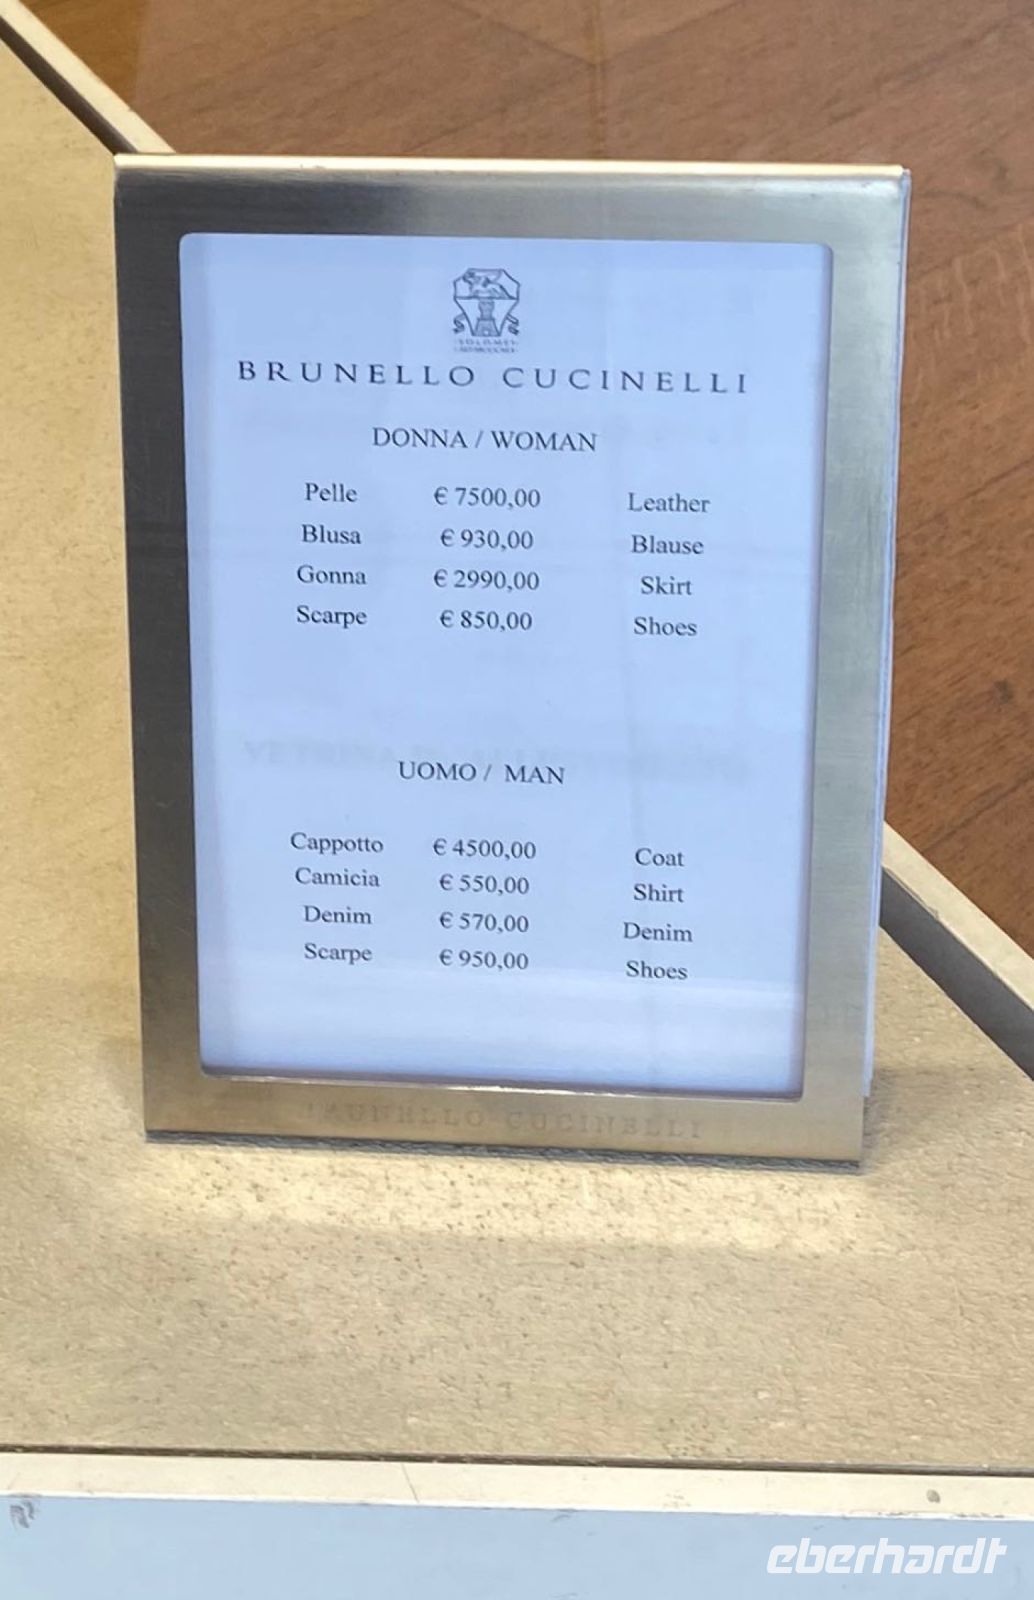 SOLOMEO
BRUNELLO CUCINELLI
DONNA / WOMAN
Pelle € 7500,00 Leather
Blusa € 930,00 Blause
Gonna € 2990,00 Skirt
Scarpe € 850,00 Shoes
UOMO / MAN
Cappotto € 4500,00 Coat
Camicia € 550,00 Shirt
Denim € 570,00 Denim
Scarpe € 950,00 Shoes
BRUNELLO CUCINELLI
eberhardt